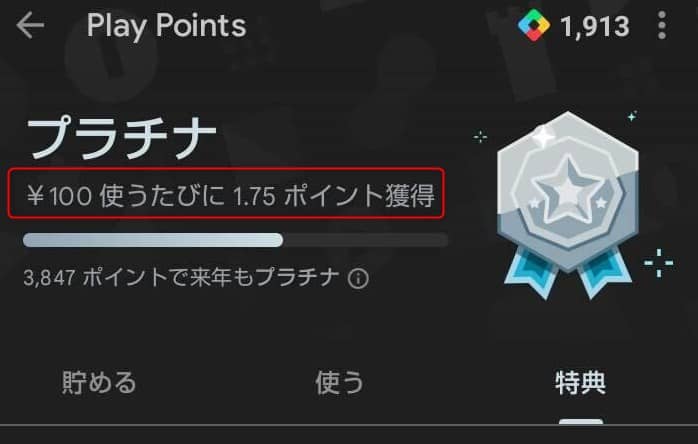 Play Points 1,913
プラチナ
¥100 使うたびに 1.75 ポイント獲得
3,847 ポイントで来年もプラチナ
貯める 使う 特典